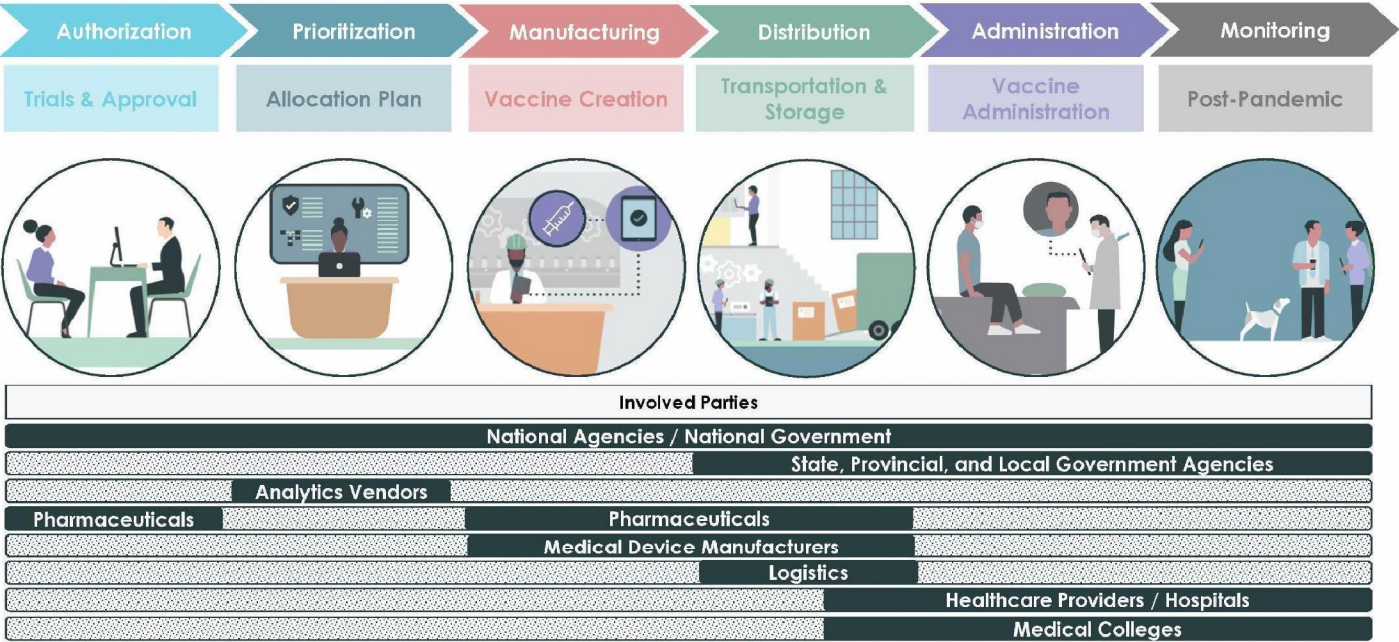 Authorization
Prioritization
Manufacturing
Distribution
Administration
Monitoring
Trials & Approval
Allocation Plan
Vaccine Creation
Transportation &
Storage
Vaccine
Administration
Post-Pandemic
Involved Parties
National Agencies / National Government
State, Provincial, and Local Government Agencies
Analytics Vendors
Pharmaceuticals
Pharmaceuticals
Medical Device Manufacturers
Logistics
Healthcare Providers / Hospitals
Medical Colleges